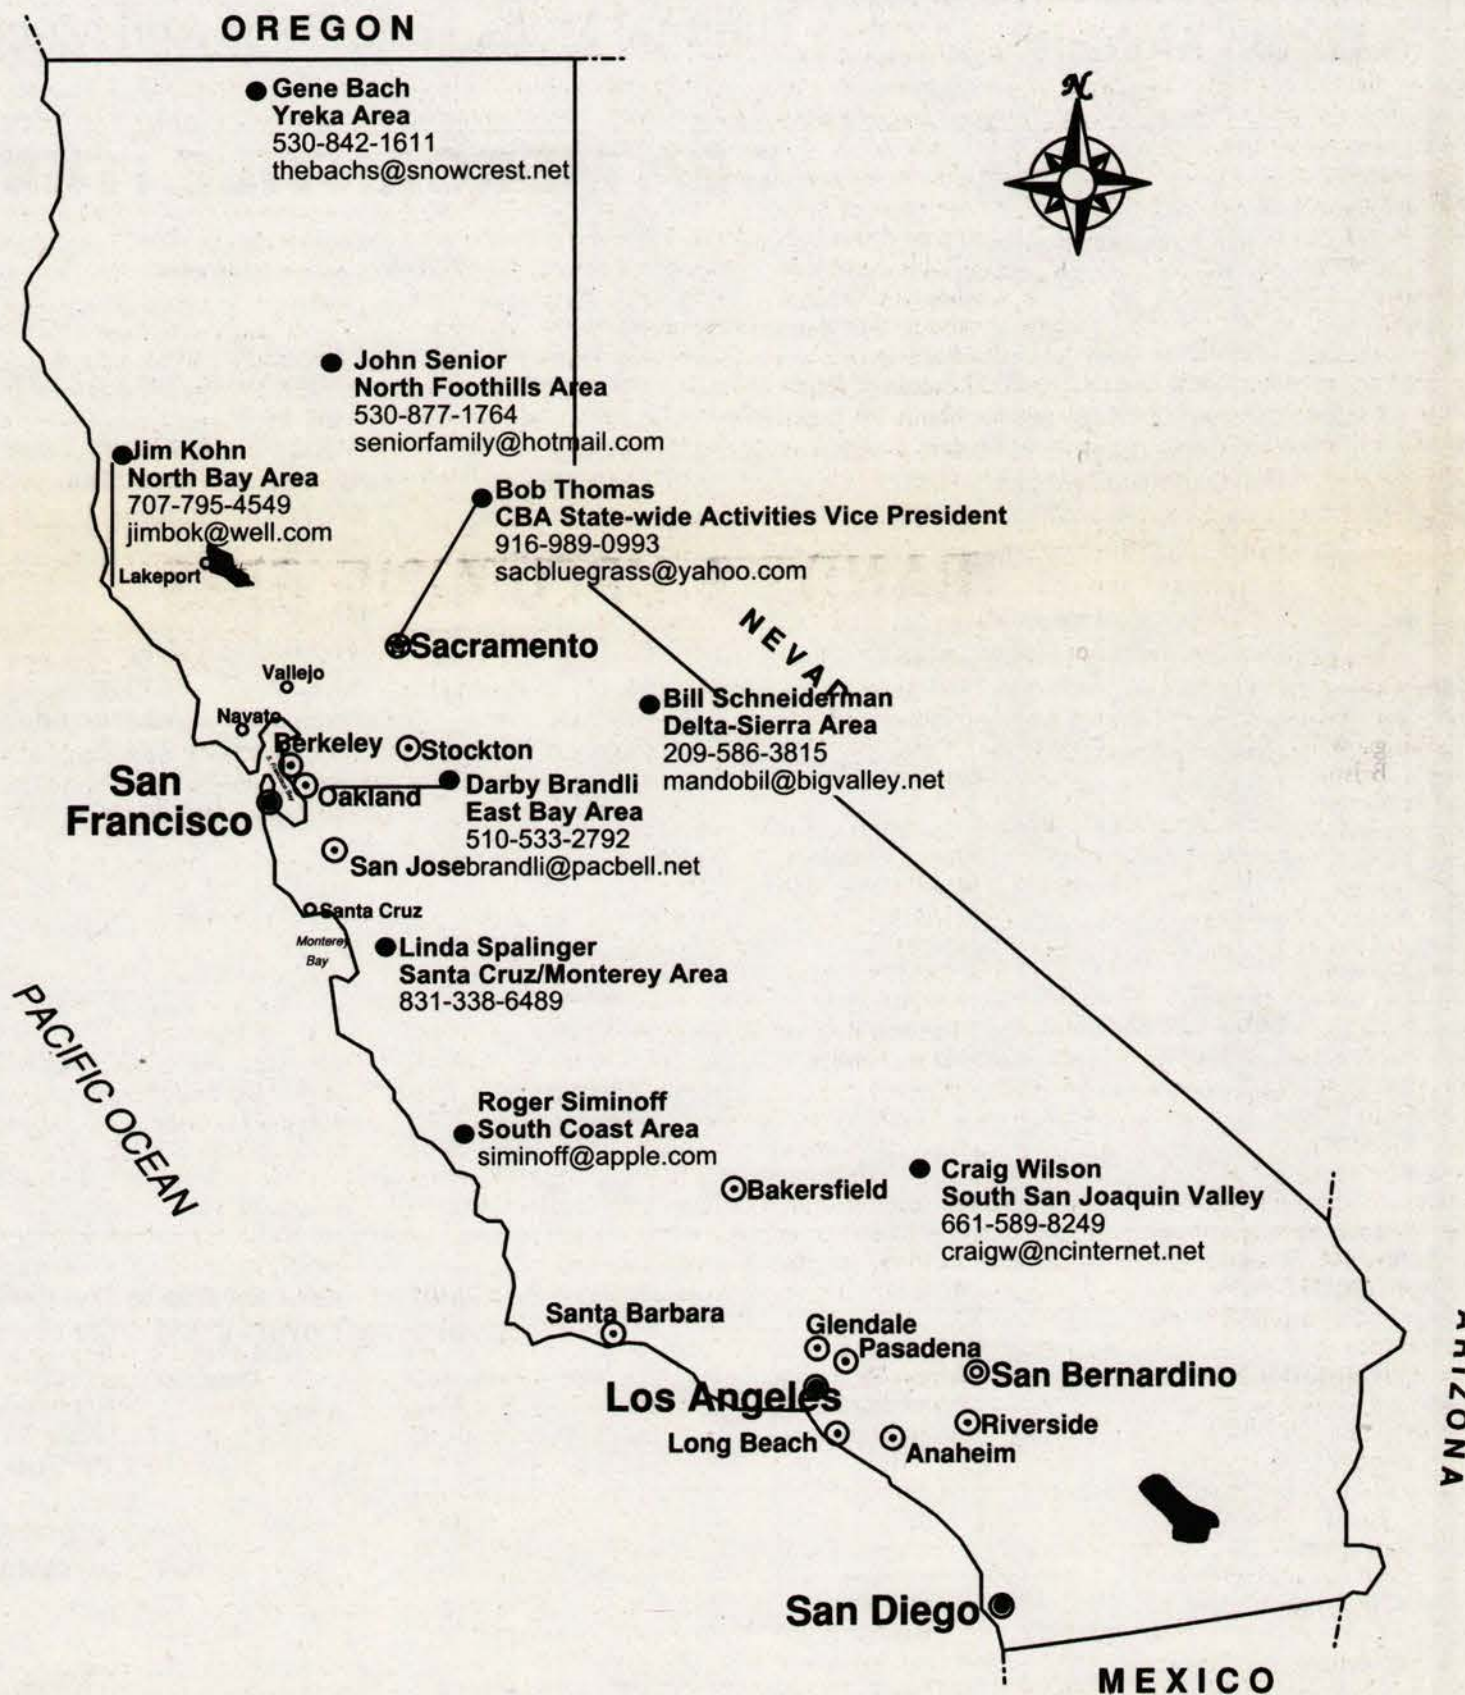 OREGON
N
Gene Bach
Yreka Area
530-842-1611
thebachs@snowcrest.net
John Senior
North Foothills Area
530-877-1764
seniorfamily@hotmail.com
Jim Kohn
North Bay Area
707-795-4549
jimbok@well.com
Lakeport
Bob Thomas
CBA State-wide Activities Vice President
916-989-0993
sacbluegrass@yahoo.com
Sacramento
NEVAD
Vallejo
Navato
Berkeley
Stockton
Bill Schneiderman
Delta-Sierra Area
209-586-3815
mandobil@bigvalley.net
San
Francisco
Oakland
Darby Brandli
East Bay Area
510-533-2792
San Josebrandli@pacbell.net
Santa Cruz
Monterey
Bay
Linda Spalinger
Santa Cruz/Monterey Area
831-338-6489
PACIFIC OCEAN
Roger Siminoff
South Coast Area
siminoff@apple.com
Bakersfield
Craig Wilson
South San Joaquin Valley
661-589-8249
craigw@ncinternet.net
Santa Barbara
Glendale
Pasadena
San Bernardino
Los Angeles
Riverside
Long Beach
Anaheim
ARIZONA
San Diego
MEXICO